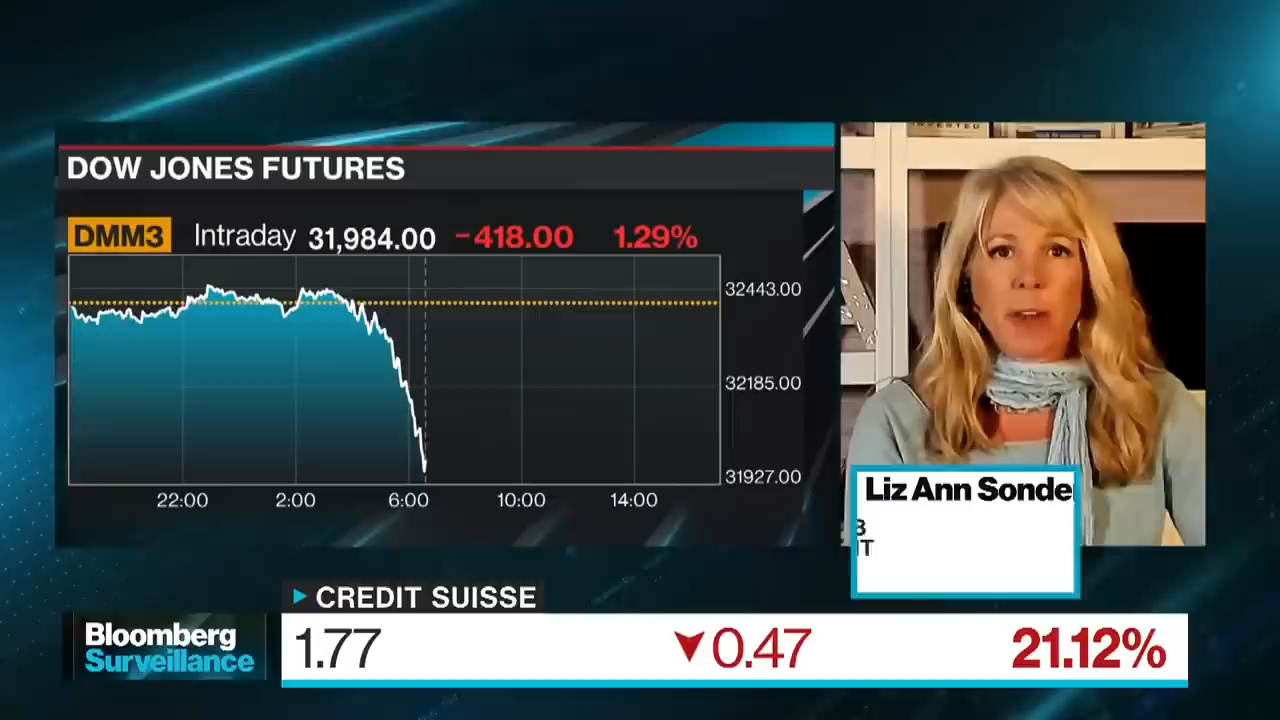 DOW JONES FUTURES
DMM3 Intraday 31,984.00 -418.00 1.29%
32443.00
32185.00
31927.00
22:00 2:00 6:00 10:00 14:00
Liz Ann Sonde
IT
CREDIT SUISSE
Bloomberg
Surveillance
1.77 ▼0.47 21.12%